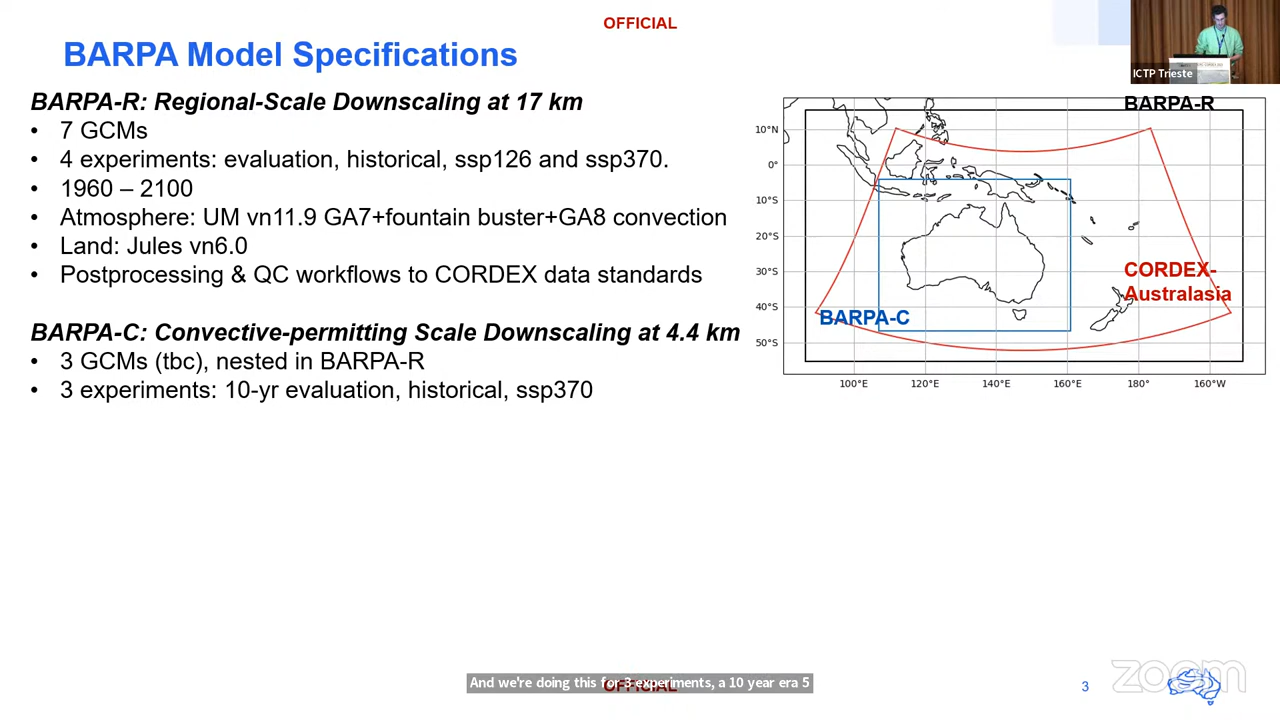 OFFICIAL
BARPA Model Specifications
ICTP Trieste
BARPA-R: Regional-Scale Downscaling at 17 km
• 7 GCMs
• 4 experiments: evaluation, historical, ssp126 and ssp370.
• 1960 – 2100
• Atmosphere: UM vn11.9 GA7+fountain buster+GA8 convection
• Land: Jules vn6.0
• Postprocessing & QC workflows to CORDEX data standards
BARPA-C: Convective-permitting Scale Downscaling at 4.4 km
• 3 GCMs (tbc), nested in BARPA-R
• 3 experiments: 10-yr evaluation, historical, ssp370
BARPA-R
10°N
0°
10°S
20°S
30°S
40°S
50°S
CORDEX-
Australasia
BARPA-C
100°E 120°E 140°E 160°E 180° 160°W
And we're doing this for 3 experiments, a 10 year era 5
OFFICIAL
3
zoom